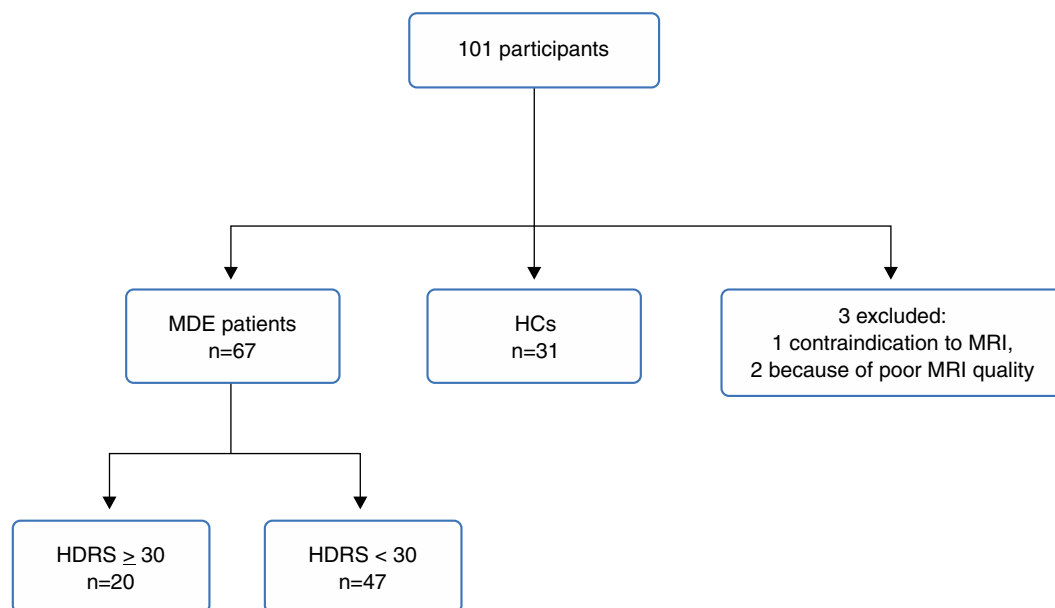 101 participants
MDE patients
n=67
HCs
n=31
3 excluded:
1 contraindication to MRI,
2 because of poor MRI quality
HDRS ≥ 30
n=20
HDRS < 30
n=47